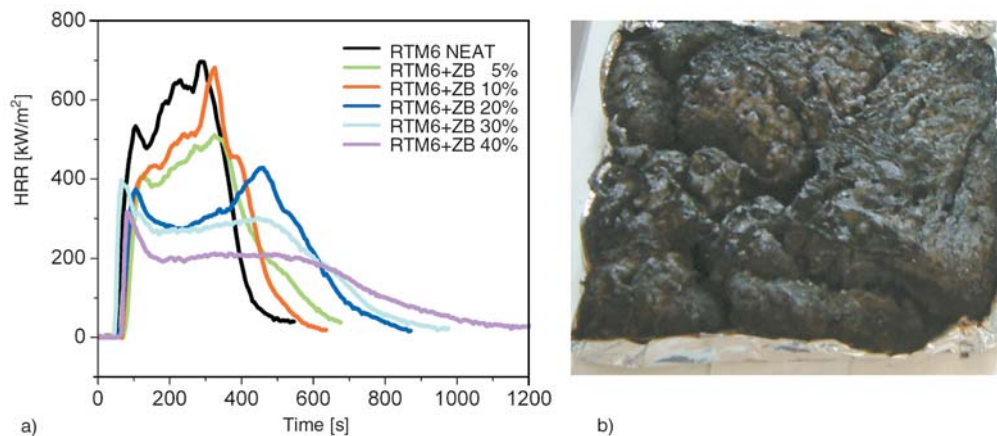 800
600
400
200
0
HRR [kW/m²]
RTM6 NEAT
RTM6+ZB 5%
RTM6+ZB 10%
RTM6+ZB 20%
RTM6+ZB 30%
RTM6+ZB 40%
0 200 400 600 800 1000 1200
Time [s]
a)
b)